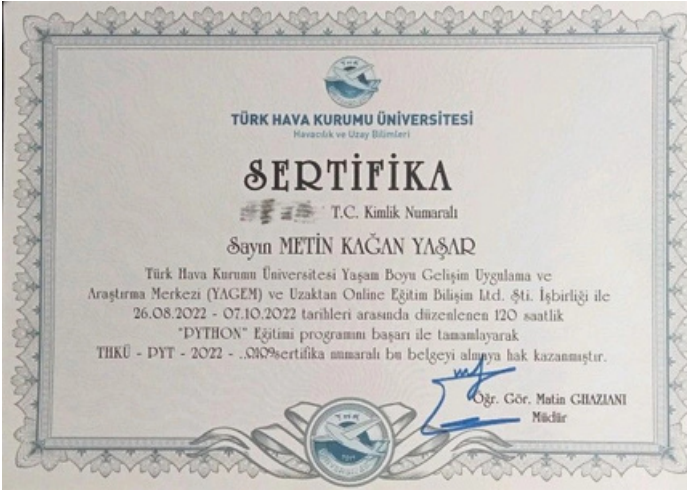 TÜRK HAVA KURUMU ÜNİVERSİTESİ
Havacılık ve Uzay Bilimleri
SERTİFİKA
T.C. Kimlik Numaralı
Sayın METİN KAĞAN YAŞAR
Türk Hava Kurumu Üniversitesi Yaşam Boyu Gelişim Uygulama ve
Araştırma Merkezi (YAGEM) ve Uzaktan Online Eğitim Bilişim Ltd. Şti. İşbirliği ile
26.08.2022 - 07.10.2022 tarihleri arasında düzenlenen 120 saatlik
"PYTHON" Eğitimi programını başarı ile tamamlayarak
THKÜ - PYT - 2022 - ..0109sertifika numaralı bu belgeyi almaya hak kazanmıştır.
Öğr. Gör. Matin GHAZIANI
Müdür